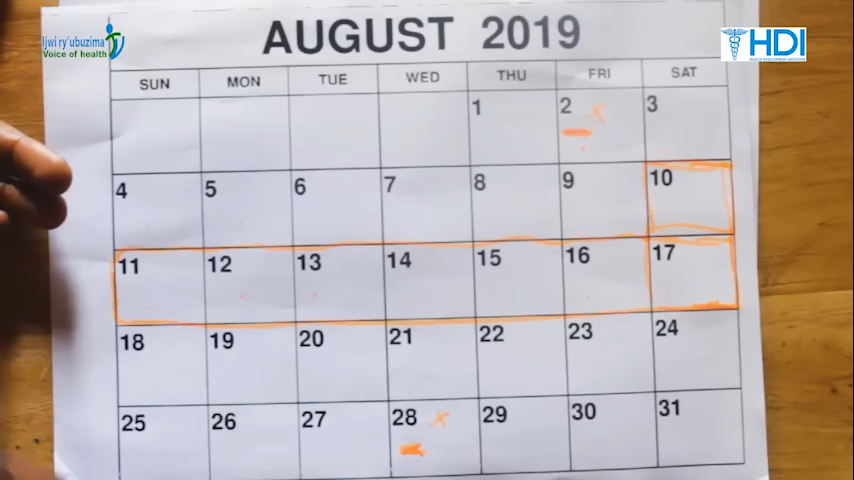 Ijwi ry'ubuzima
Voice of health
HDI
AUGUST 2019
SUN MON TUE WED THU FRI SAT
1 2 x 3
4 5 6 7 8 9 10
11 12 13 14 15 16 17
18 19 20 21 22 23 24
25 26 27 28 x 29 30 31